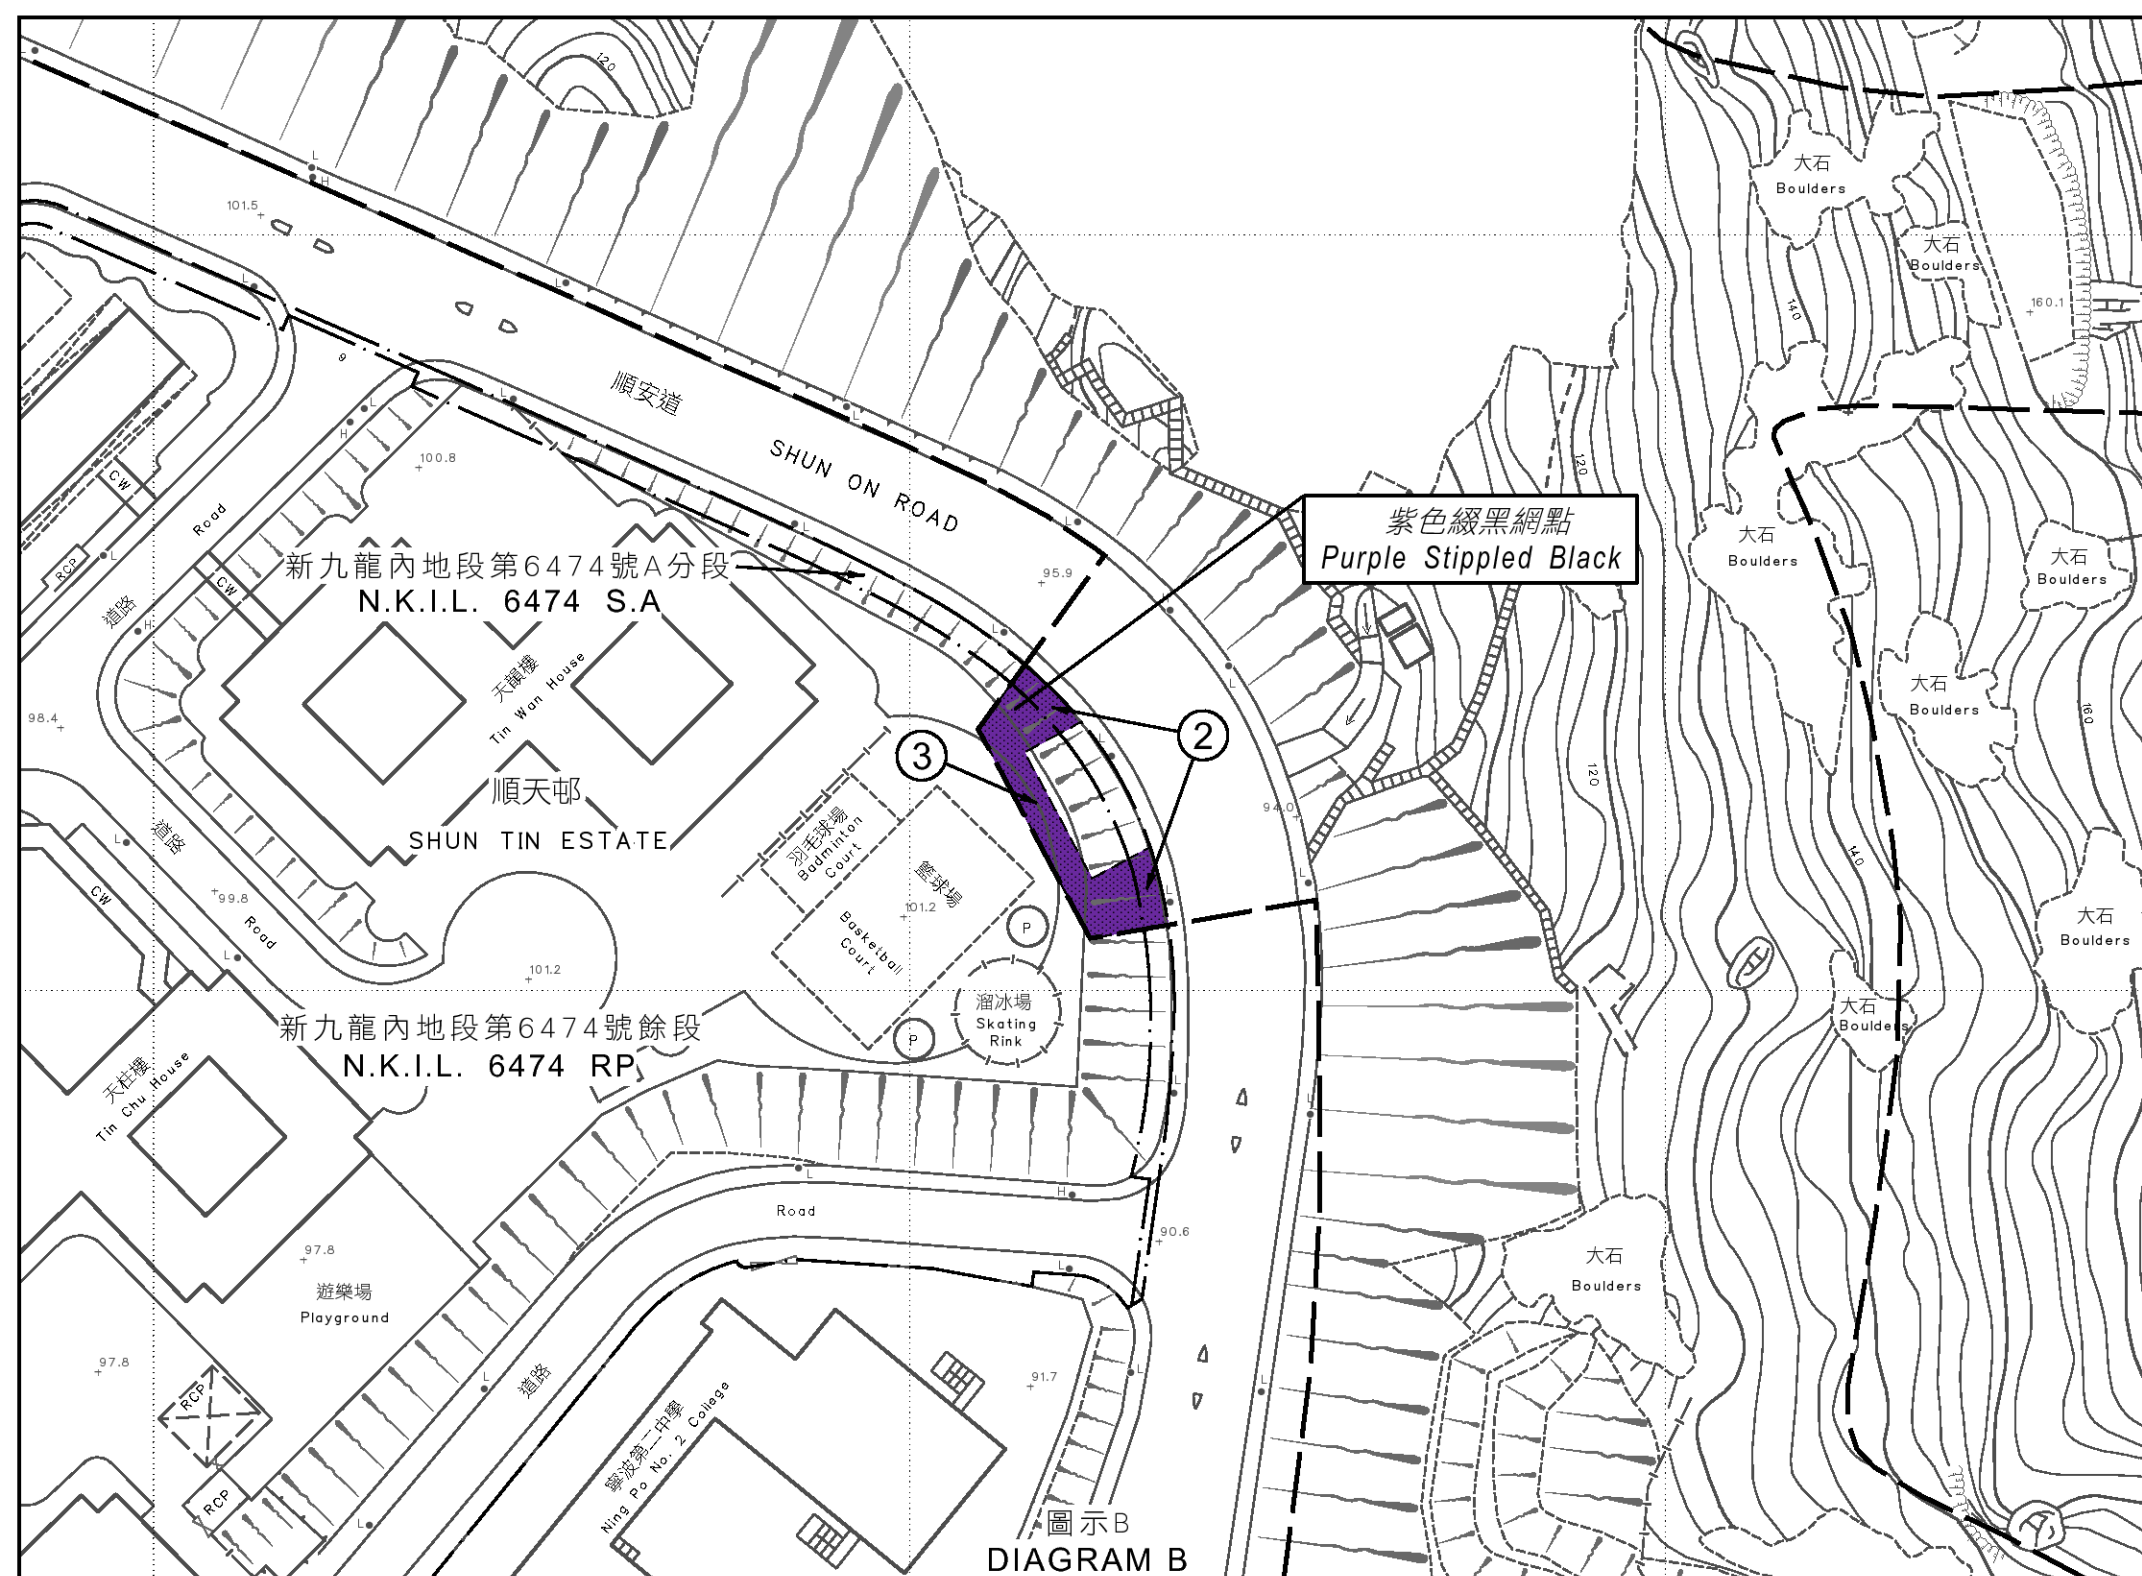 120
大石
Boulders
大石
Boulders
101.5
160.1
140
順安道
SHUN ON ROAD
100.8
CW
120
紫色綴黑網點
Purple Stippled Black
Road
大石
Boulders
大石
Boulders
RCP
新九龍內地段第6474號A分段
N.K.I.L. 6474 S.A
CW
95.9
道路
天韻樓
Tin Wan House
大石
Boulders
98.4
160
2
3
順天邨
SHUN TIN ESTATE
94.0
120
道路
羽毛球場
Badminton
Court
140
CW
99.8
Road
籃球場
101.2
Basketball
Court
P
大石
Boulders
101.2
溜冰場
Skating
Rink
P
大石
Boulders
新九龍內地段第6474號餘段
N.K.I.L. 6474 RP
天柱樓
Tin Chu House
Road
90.6
97.8
遊樂場
Playground
大石
Boulders
97.8
RCP
道路
91.7
寧波第二中學
Ning Po No. 2 College
RCP
圖示B
DIAGRAM B